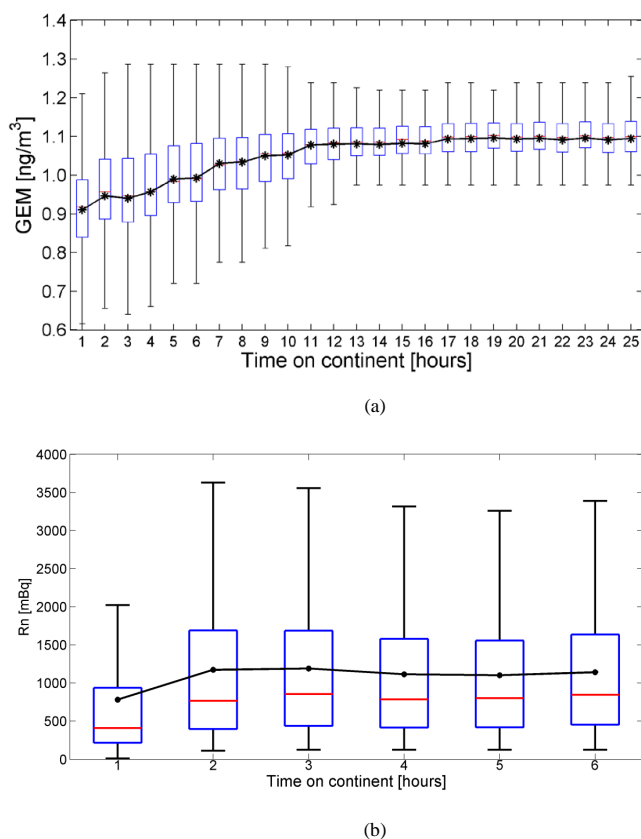 1.4
1.3
1.2
1.1
1.0
0.9
0.8
0.7
0.6
GEM [ng/m³]
1 2 3 4 5 6 7 8 9 10 11 12 13 14 15 16 17 18 19 20 21 22 23 24 25
Time on continent [hours]
(a)
4000
3500
3000
2500
2000
1500
1000
500
0
Rn [mBq]
1 2 3 4 5 6
Time on continent [hours]
(b)